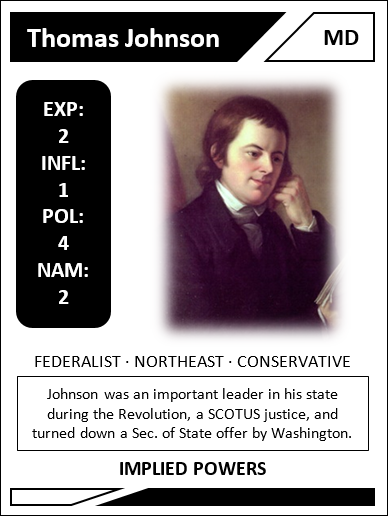 Thomas Johnson
MD
EXP:
2
INFL:
1
POL:
4
NAM:
2
FEDERALIST · NORTHEAST · CONSERVATIVE
Johnson was an important leader in his state
during the Revolution, a SCOTUS justice, and
turned down a Sec. of State offer by Washington.
IMPLIED POWERS